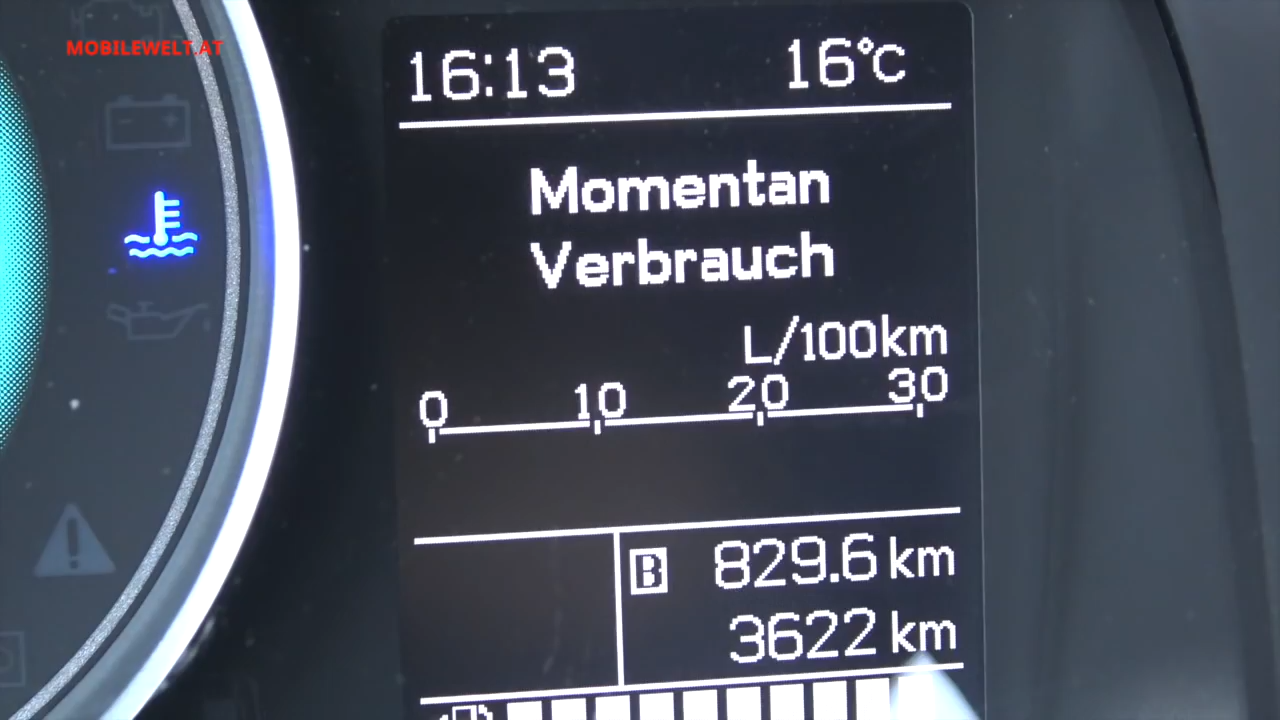 MOBILEWELT.AT
16:13 16°C
Momentan
Verbrauch
L/100km
0 10 20 30
B 829.6 km
3622 km